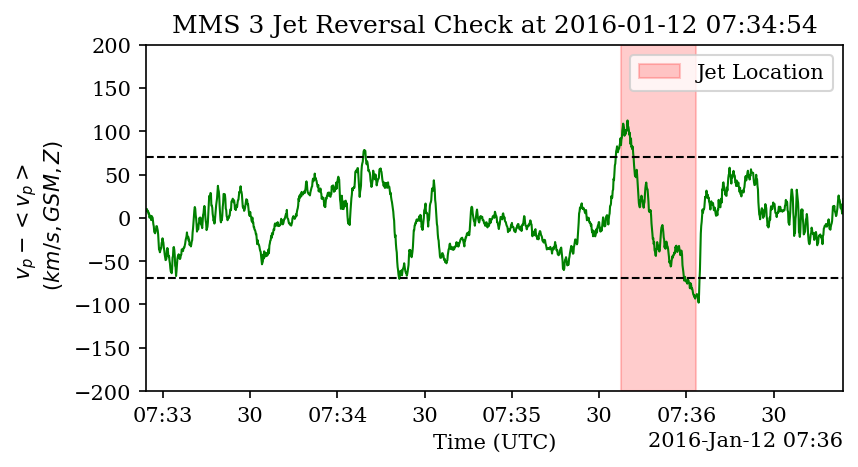 MMS 3 Jet Reversal Check at 2016-01-12 07:34:54
Jet Location
v_p − < v_p >
(km/s, GSM, Z)
200
150
100
50
0
−50
−100
−150
−200
07:33 30 07:34 30 07:35 30 07:36 30
Time (UTC)
2016-Jan-12 07:36